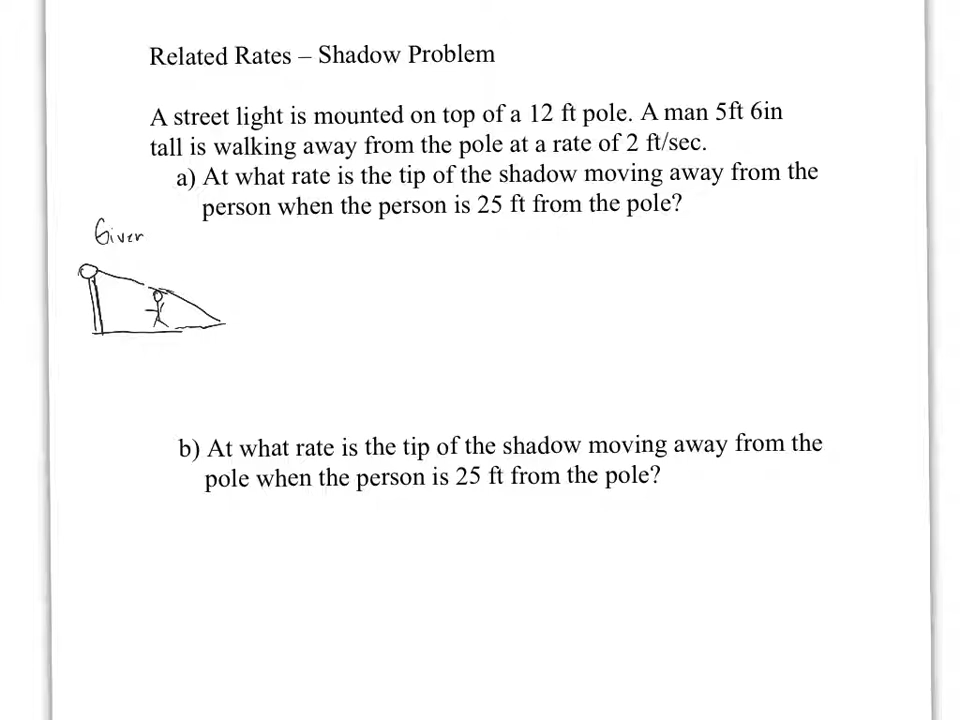 Related Rates – Shadow Problem
A street light is mounted on top of a 12 ft pole. A man 5ft 6in
tall is walking away from the pole at a rate of 2 ft/sec.
a) At what rate is the tip of the shadow moving away from the
person when the person is 25 ft from the pole?
Given
b) At what rate is the tip of the shadow moving away from the
pole when the person is 25 ft from the pole?